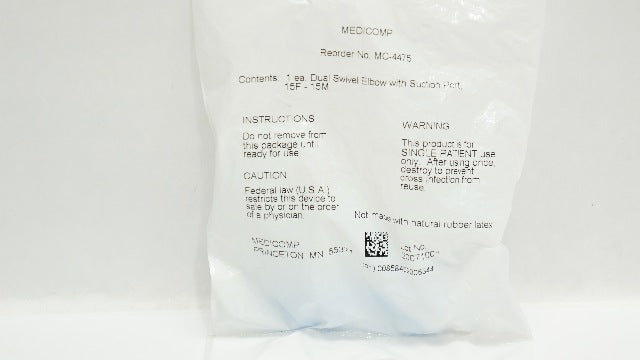 MEDICOMP
Reorder No. MC-4475
Contents: 1 ea. Dual Swivel Elbow with Suction Port,
15F - 15M
INSTRUCTIONS
Do not remove from
this package until
ready for use.
CAUTION
Federal law (U.S.A.)
restricts this device to
sale by or on the order
of a physician.
WARNING
This product is for
SINGLE PATIENT use
only. After using once,
destroy to prevent
cross infection from
reuse.
Not made with natural rubber latex
MEDICOMP
PRINCETON, MN
Lot No.